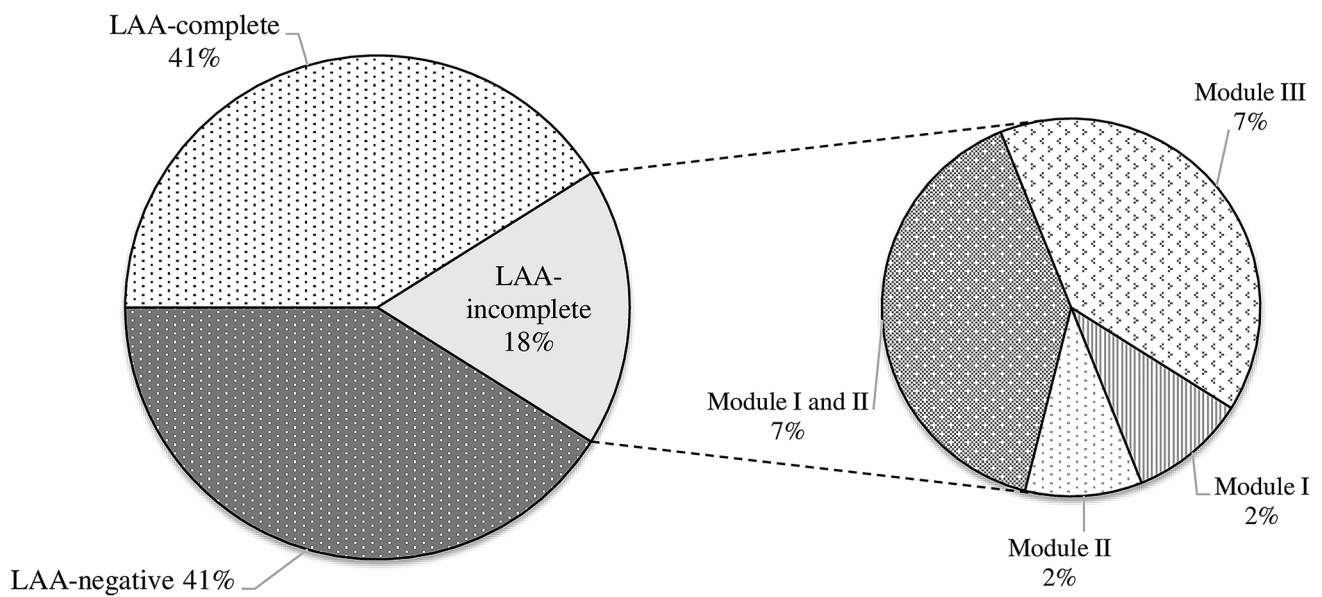 LAA-complete
41%
LAA-
incomplete
18%
LAA-negative 41%
Module III
7%
Module I and II
7%
Module I
2%
Module II
2%